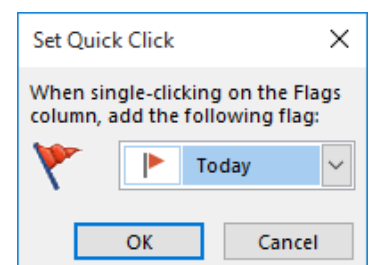 Set Quick Click
When single-clicking on the Flags
column, add the following flag:
Today
OK Cancel